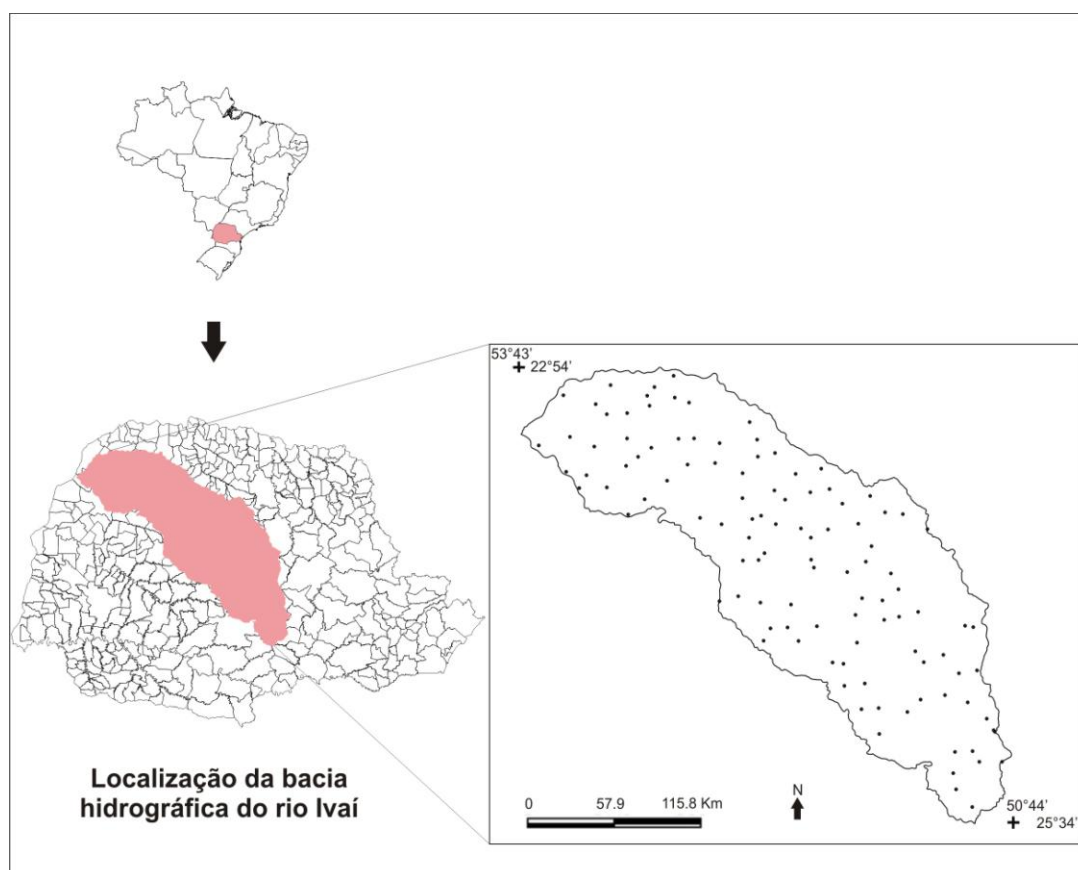 53°43'
22°54'
Localização da bacia
hidrográfica do rio Ivaí
0 57.9 115.8 Km
N
50°44'
25°34'